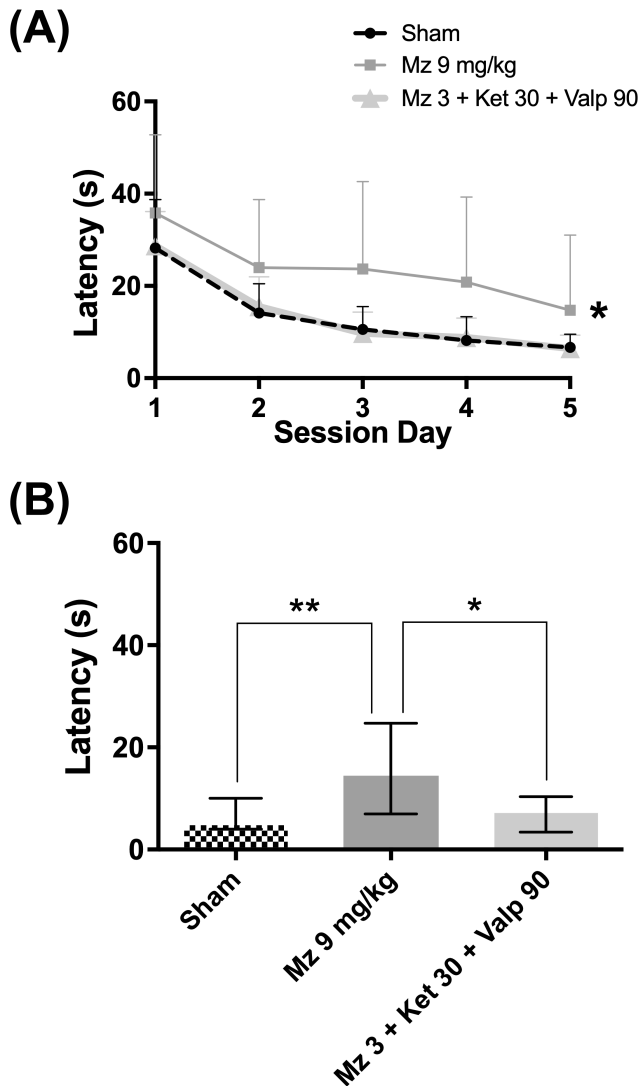 (A)
Sham
Mz 9 mg/kg
Mz 3 + Ket 30 + Valp 90
60
40
20
0
Latency (s)
1 2 3 4 5
Session Day
*
(B)
60
40
20
0
Latency (s)
** *
Sham
Mz 9 mg/kg
Mz 3 + Ket 30 + Valp 90